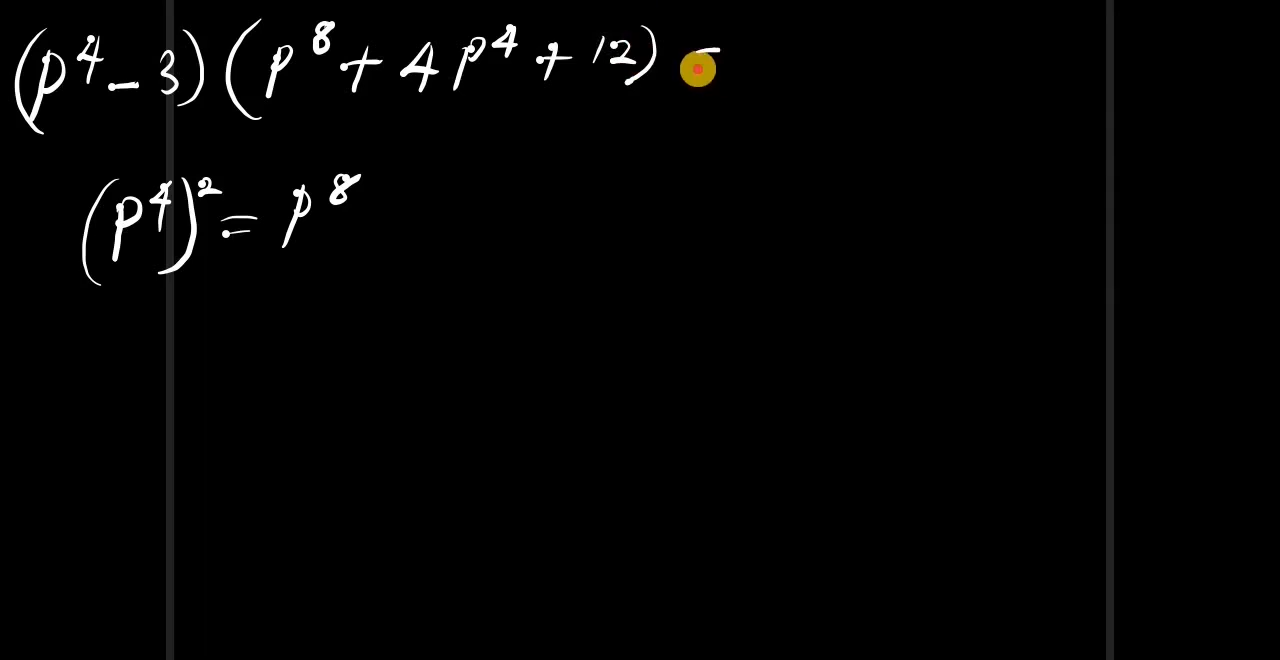 (p⁴ - 3) (p⁸ + 4p⁴ + 12) -
(p⁴)² = p⁸